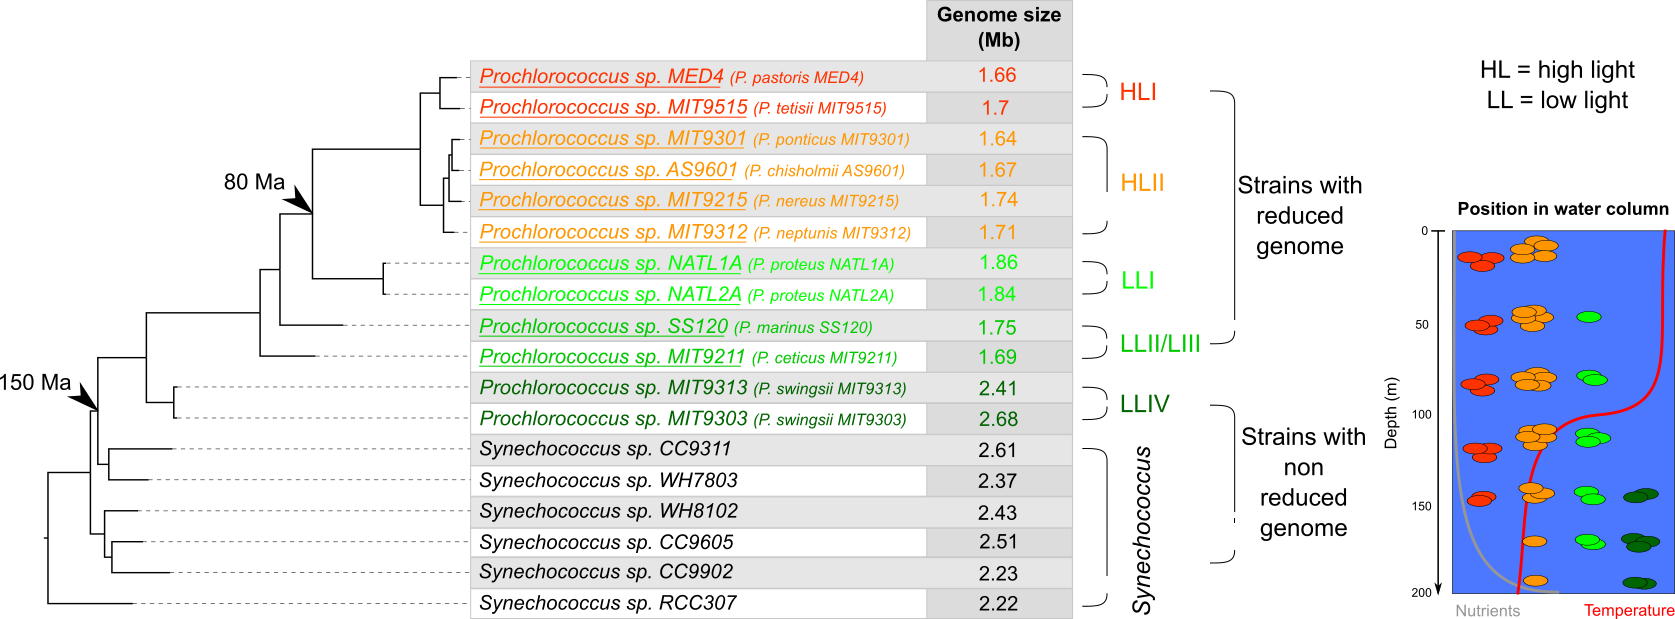 Genome size
(Mb)
HL = high light
LL = low light
80 Ma
150 Ma
Prochlorococcus sp. MED4 (P. pastoris MED4) 1.66
Prochlorococcus sp. MIT9515 (P. tetisii MIT9515) 1.7
Prochlorococcus sp. MIT9301 (P. ponticus MIT9301) 1.64
Prochlorococcus sp. AS9601 (P. chisholmii AS9601) 1.67
Prochlorococcus sp. MIT9215 (P. nereus MIT9215) 1.74
Prochlorococcus sp. MIT9312 (P. neptunis MIT9312) 1.71
Prochlorococcus sp. NATL1A (P. proteus NATL1A) 1.86
Prochlorococcus sp. NATL2A (P. proteus NATL2A) 1.84
Prochlorococcus sp. SS120 (P. marinus SS120) 1.75
Prochlorococcus sp. MIT9211 (P. ceticus MIT9211) 1.69
Prochlorococcus sp. MIT9313 (P. swingsii MIT9313) 2.41
Prochlorococcus sp. MIT9303 (P. swingsii MIT9303) 2.68
Synechococcus sp. CC9311 2.61
Synechococcus sp. WH7803 2.37
Synechococcus sp. WH8102 2.43
Synechococcus sp. CC9605 2.51
Synechococcus sp. CC9902 2.23
Synechococcus sp. RCC307 2.22
HLI
HLII
LLI
LLII/LIII
LLIV
Synechococcus
Strains with
reduced
genome
Strains with
non
reduced
genome
Position in water column
Depth (m)
0
50
100
150
200
Nutrients
Temperature